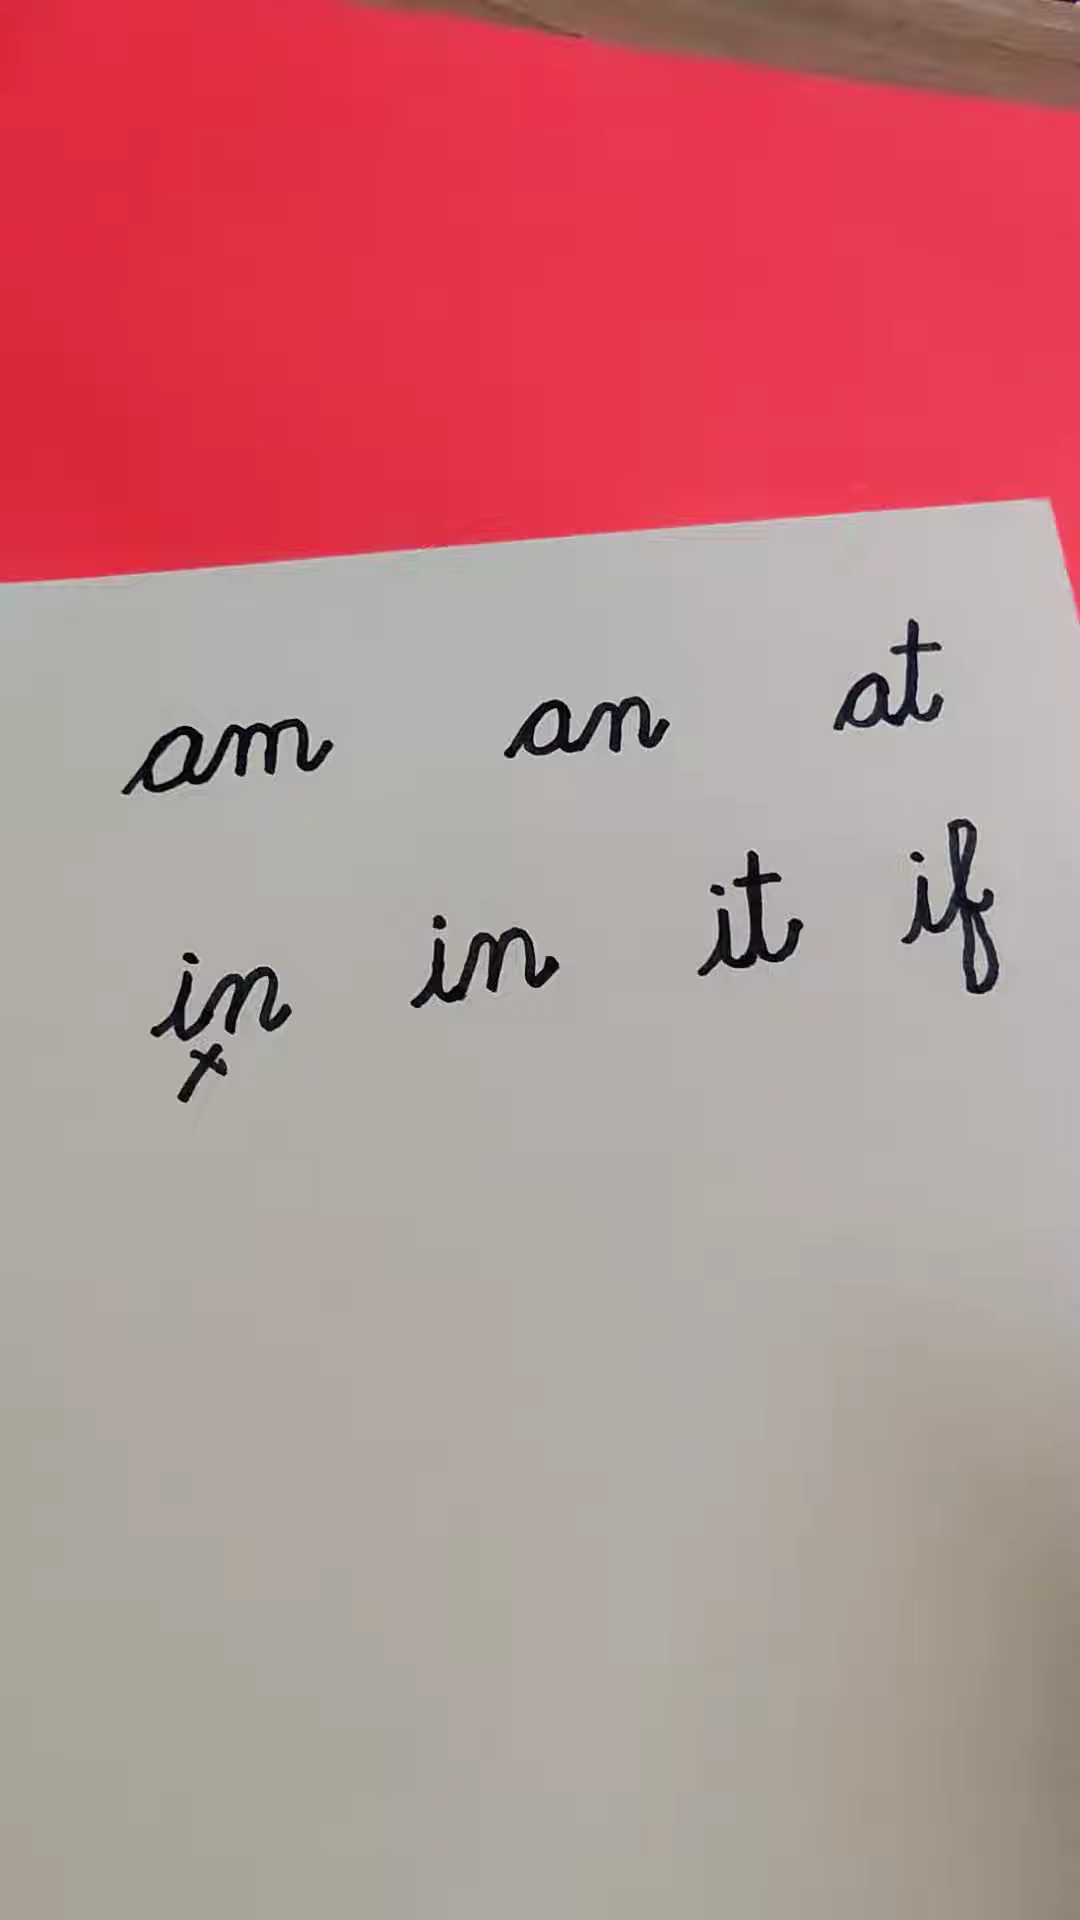 am an at
in in it if
x